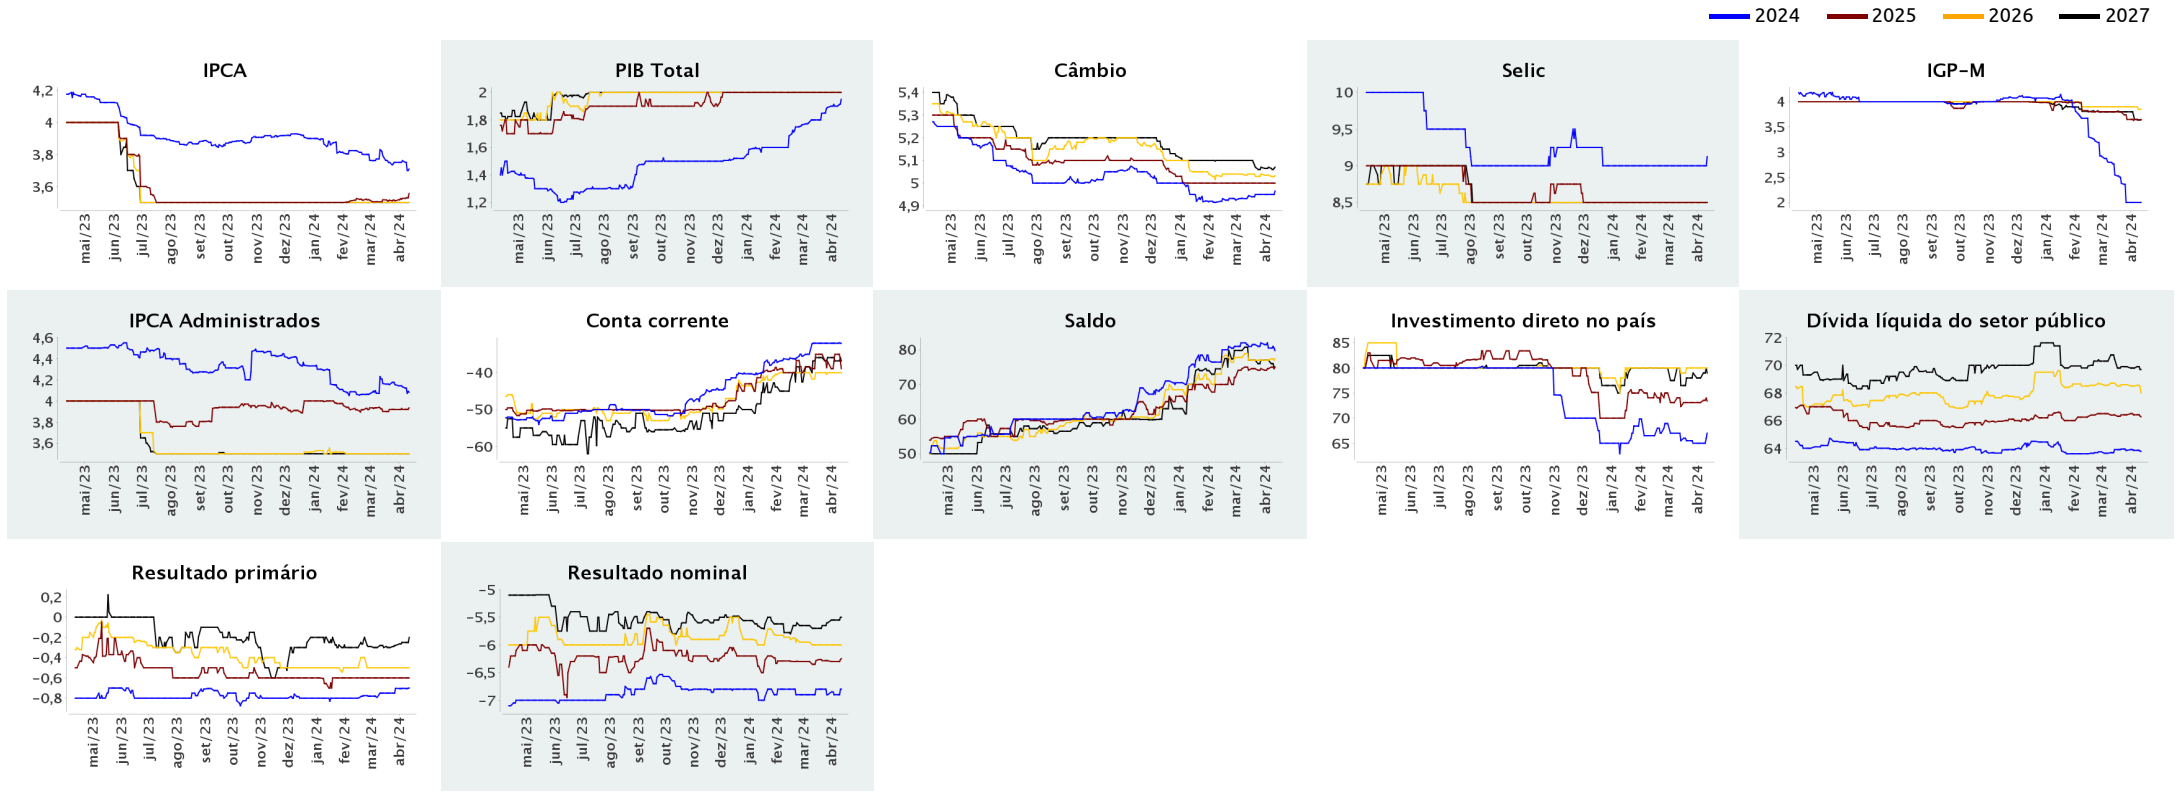 2024 2025 2026 2027
IPCA
4,2
4
3,8
3,6
mai/23 jun/23 jul/23 ago/23 set/23 out/23 nov/23 dez/23 jan/24 fev/24 mar/24 abr/24
PIB Total
2
1,8
1,6
1,4
1,2
mai/23 jun/23 jul/23 ago/23 set/23 out/23 nov/23 dez/23 jan/24 fev/24 mar/24 abr/24
Câmbio
5,4
5,3
5,2
5,1
5
4,9
mai/23 jun/23 jul/23 ago/23 set/23 out/23 nov/23 dez/23 jan/24 fev/24 mar/24 abr/24
Selic
10
9,5
9
8,5
mai/23 jun/23 jul/23 ago/23 set/23 out/23 nov/23 dez/23 jan/24 fev/24 mar/24 abr/24
IGP-M
4
3,5
3
2,5
2
mai/23 jun/23 jul/23 ago/23 set/23 out/23 nov/23 dez/23 jan/24 fev/24 mar/24 abr/24
IPCA Administrados
4,6
4,4
4,2
4
3,8
3,6
mai/23 jun/23 jul/23 ago/23 set/23 out/23 nov/23 dez/23 jan/24 fev/24 mar/24 abr/24
Conta corrente
-40
-50
-60
mai/23 jun/23 jul/23 ago/23 set/23 out/23 nov/23 dez/23 jan/24 fev/24 mar/24 abr/24
Saldo
80
70
60
50
mai/23 jun/23 jul/23 ago/23 set/23 out/23 nov/23 dez/23 jan/24 fev/24 mar/24 abr/24
Investimento direto no país
85
80
75
70
65
mai/23 jun/23 jul/23 ago/23 set/23 out/23 nov/23 dez/23 jan/24 fev/24 mar/24 abr/24
Dívida líquida do setor público
72
70
68
66
64
mai/23 jun/23 jul/23 ago/23 set/23 out/23 nov/23 dez/23 jan/24 fev/24 mar/24 abr/24
Resultado primário
0,2
0
-0,2
-0,4
-0,6
-0,8
mai/23 jun/23 jul/23 ago/23 set/23 out/23 nov/23 dez/23 jan/24 fev/24 mar/24 abr/24
Resultado nominal
-5
-5,5
-6
-6,5
-7
mai/23 jun/23 jul/23 ago/23 set/23 out/23 nov/23 dez/23 jan/24 fev/24 mar/24 abr/24